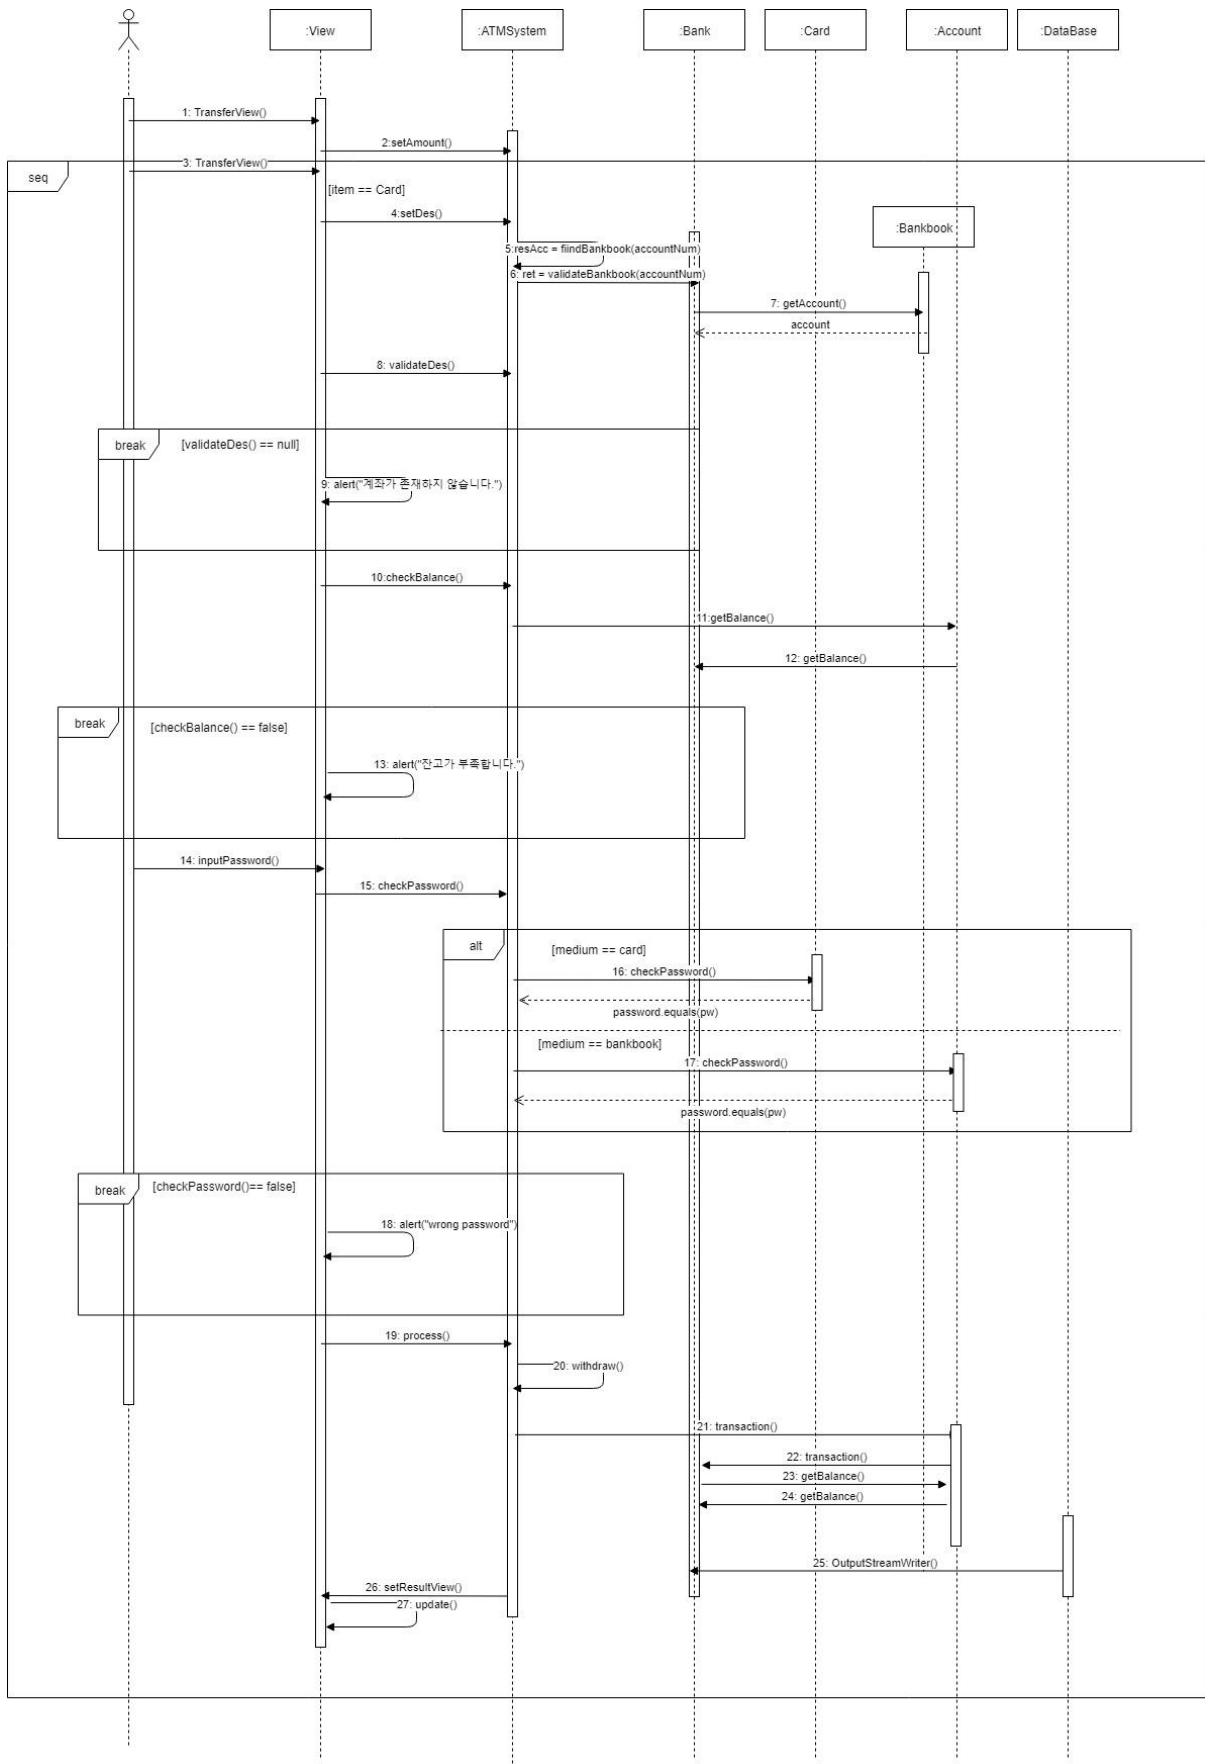 :View
:ATMSystem
:Bank
:Card
:Account
:DataBase
1: TransferView()
2:setAmount()
3: TransferView()
seq
[item == Card]
4:setDes()
:Bankbook
5:resAcc = fiindBankbook(accountNum)
6: ret = validateBankbook(accountNum)
7: getAccount()
account
8: validateDes()
break
[validateDes() == null]
9: alert("계좌가 존재하지 않습니다.")
10:checkBalance()
11:getBalance()
12: getBalance()
break
[checkBalance() == false]
13: alert("잔고가 부족합니다.")
14: inputPassword()
15: checkPassword()
alt
[medium == card]
16: checkPassword()
password.equals(pw)
[medium == bankbook]
17: checkPassword()
password.equals(pw)
break
[checkPassword()== false]
18: alert("wrong password")
19: process()
20: withdraw()
21: transaction()
22: transaction()
23: getBalance()
24: getBalance()
25: OutputStreamWriter()
26: setResultView()
27: update()